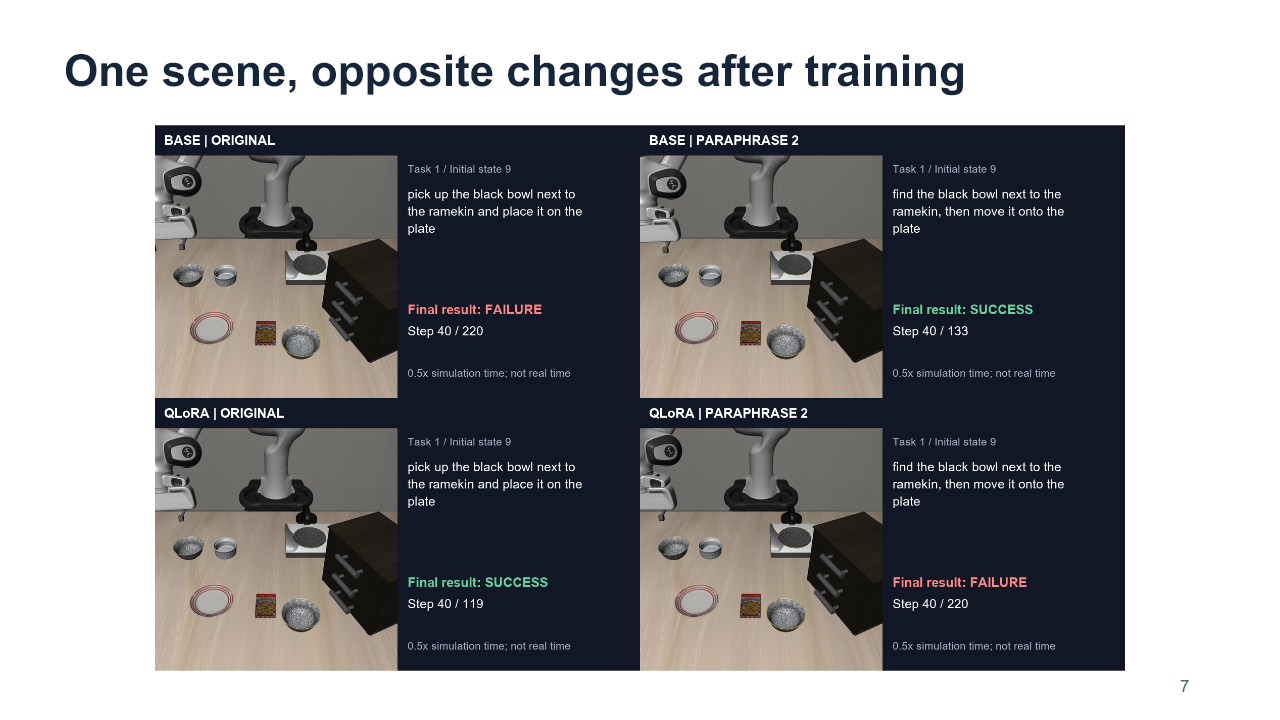 One scene, opposite changes after training
BASE | ORIGINAL
Task 1 / Initial state 9
pick up the black bowl next to
the ramekin and place it on the
plate
Final result: FAILURE
Step 40 / 220
0.5x simulation time; not real time
BASE | PARAPHRASE 2
Task 1 / Initial state 9
find the black bowl next to the
ramekin, then move it onto the
plate
Final result: SUCCESS
Step 40 / 133
0.5x simulation time; not real time
QLoRA | ORIGINAL
Task 1 / Initial state 9
pick up the black bowl next to
the ramekin and place it on the
plate
Final result: SUCCESS
Step 40 / 119
0.5x simulation time; not real time
QLoRA | PARAPHRASE 2
Task 1 / Initial state 9
find the black bowl next to the
ramekin, then move it onto the
plate
Final result: FAILURE
Step 40 / 220
0.5x simulation time; not real time
7